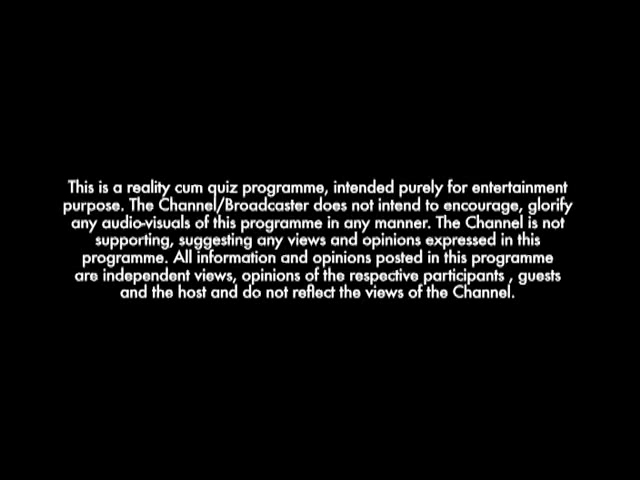 This is a reality cum quiz programme, intended purely for entertainment
purpose. The Channel/Broadcaster does not intend to encourage, glorify
any audio-visuals of this programme in any manner. The Channel is not
supporting, suggesting any views and opinions expressed in this
programme. All information and opinions posted in this programme
are independent views, opinions of the respective participants , guests
and the host and do not reflect the views of the Channel.